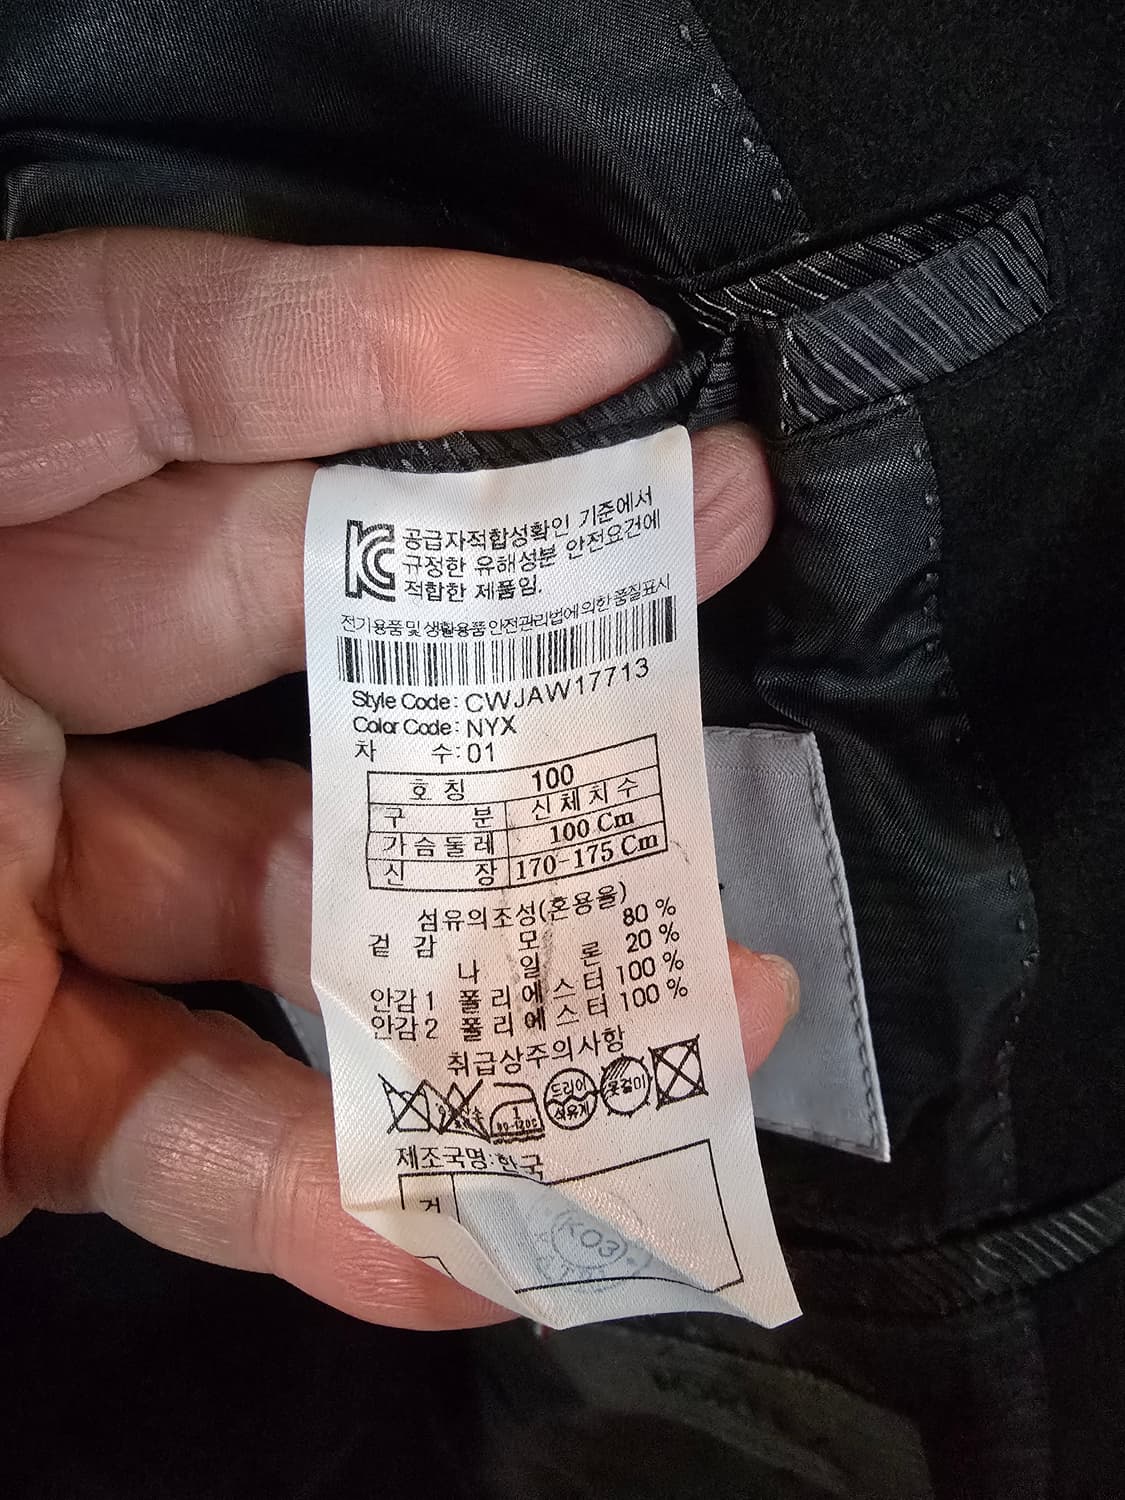 KC 공급자적합성확인 기준에서
규정한 유해성분 안전요건에
적합한 제품임.
전기용품 및 생활용품 안전관리법에 의한 품질표시
Style Code: CWJAW17713
Color Code: NYX
차 수: 01
호 칭 100
구 분 신체치수
가슴둘레 100 Cm
신 장 170-175 Cm
섬유의조성(혼용율)
겉 감 모 80 %
나 일 론 20 %
안감1 폴리에스터 100 %
안감2 폴리에스터 100 %
취급상주의사항
드라이
석유계
옷걸이
제조국명: 한국
K03